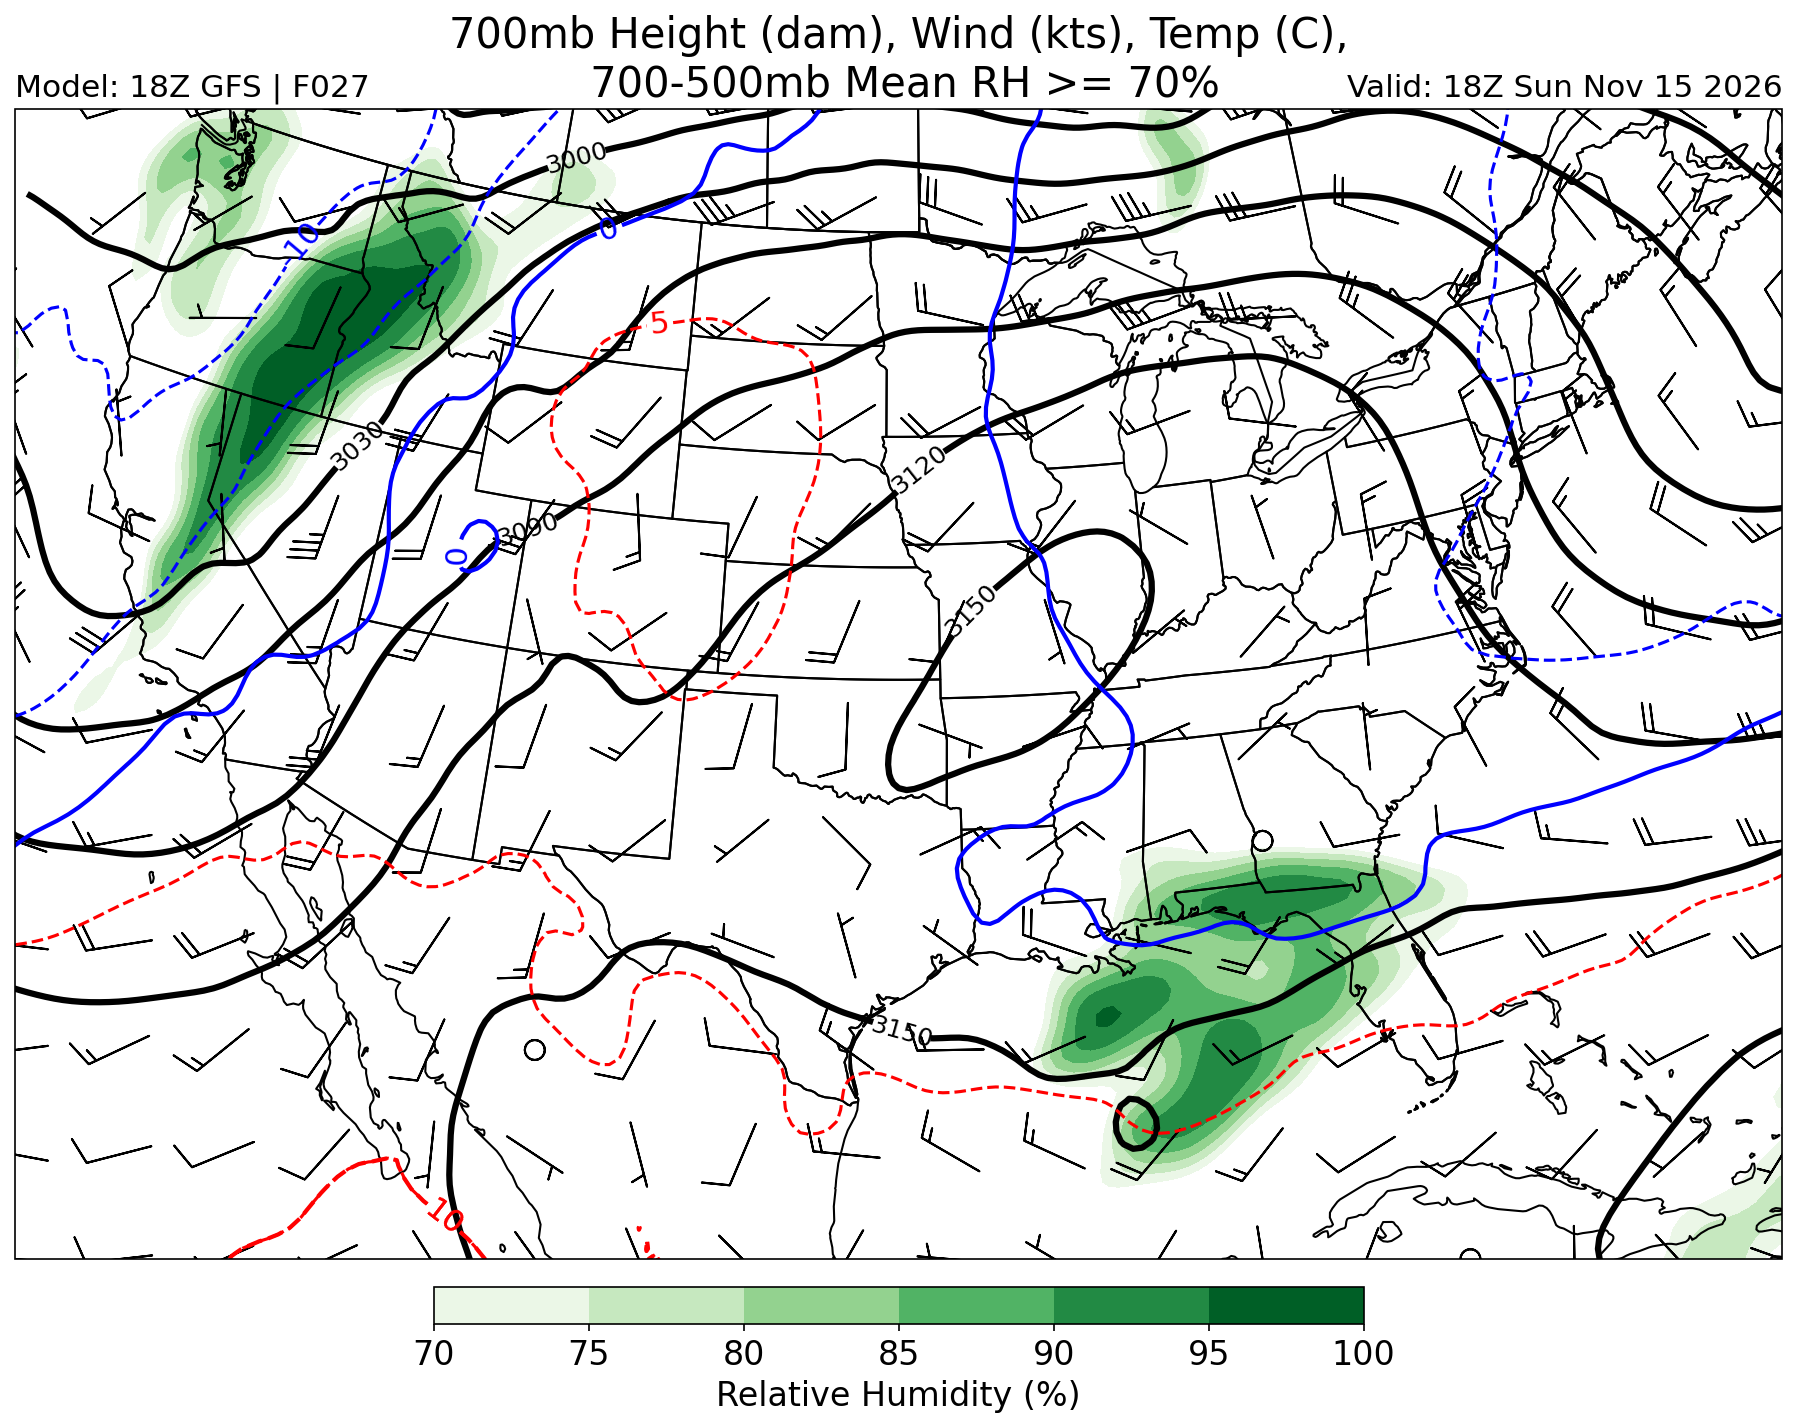 700mb Height (dam), Wind (kts), Temp (C),
700-500mb Mean RH >= 70%
Model: 18Z GFS | F027
Valid: 18Z Sun Nov 15 2026
3000
0
-10
5
3030
3120
3090
0
3150
3150
10
70 75 80 85 90 95 100
Relative Humidity (%)